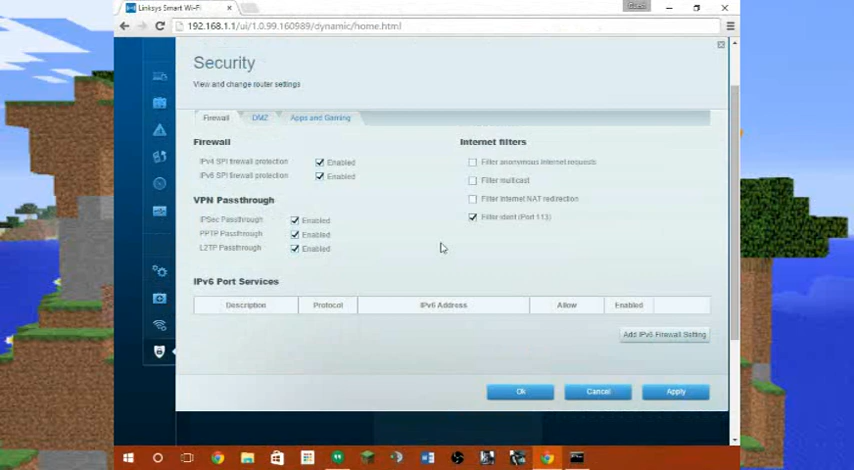 Linksys Smart Wi-Fi
192.168.1.1/ui/1.0.99.160989/dynamic/home.html
Security
View and change router settings
Firewall DMZ Apps and Gaming
Firewall
IPv4 SPI firewall protection Enabled
IPv6 SPI firewall protection Enabled
VPN Passthrough
IPSec Passthrough Enabled
PPTP Passthrough Enabled
L2TP Passthrough Enabled
Internet filters
Filter anonymous Internet requests
Filter multicast
Filter Internet NAT redirection
Filter ident (Port 113)
IPv6 Port Services
Description Protocol IPv6 Address Allow Enabled
Add IPv6 Firewall Setting
Ok Cancel Apply